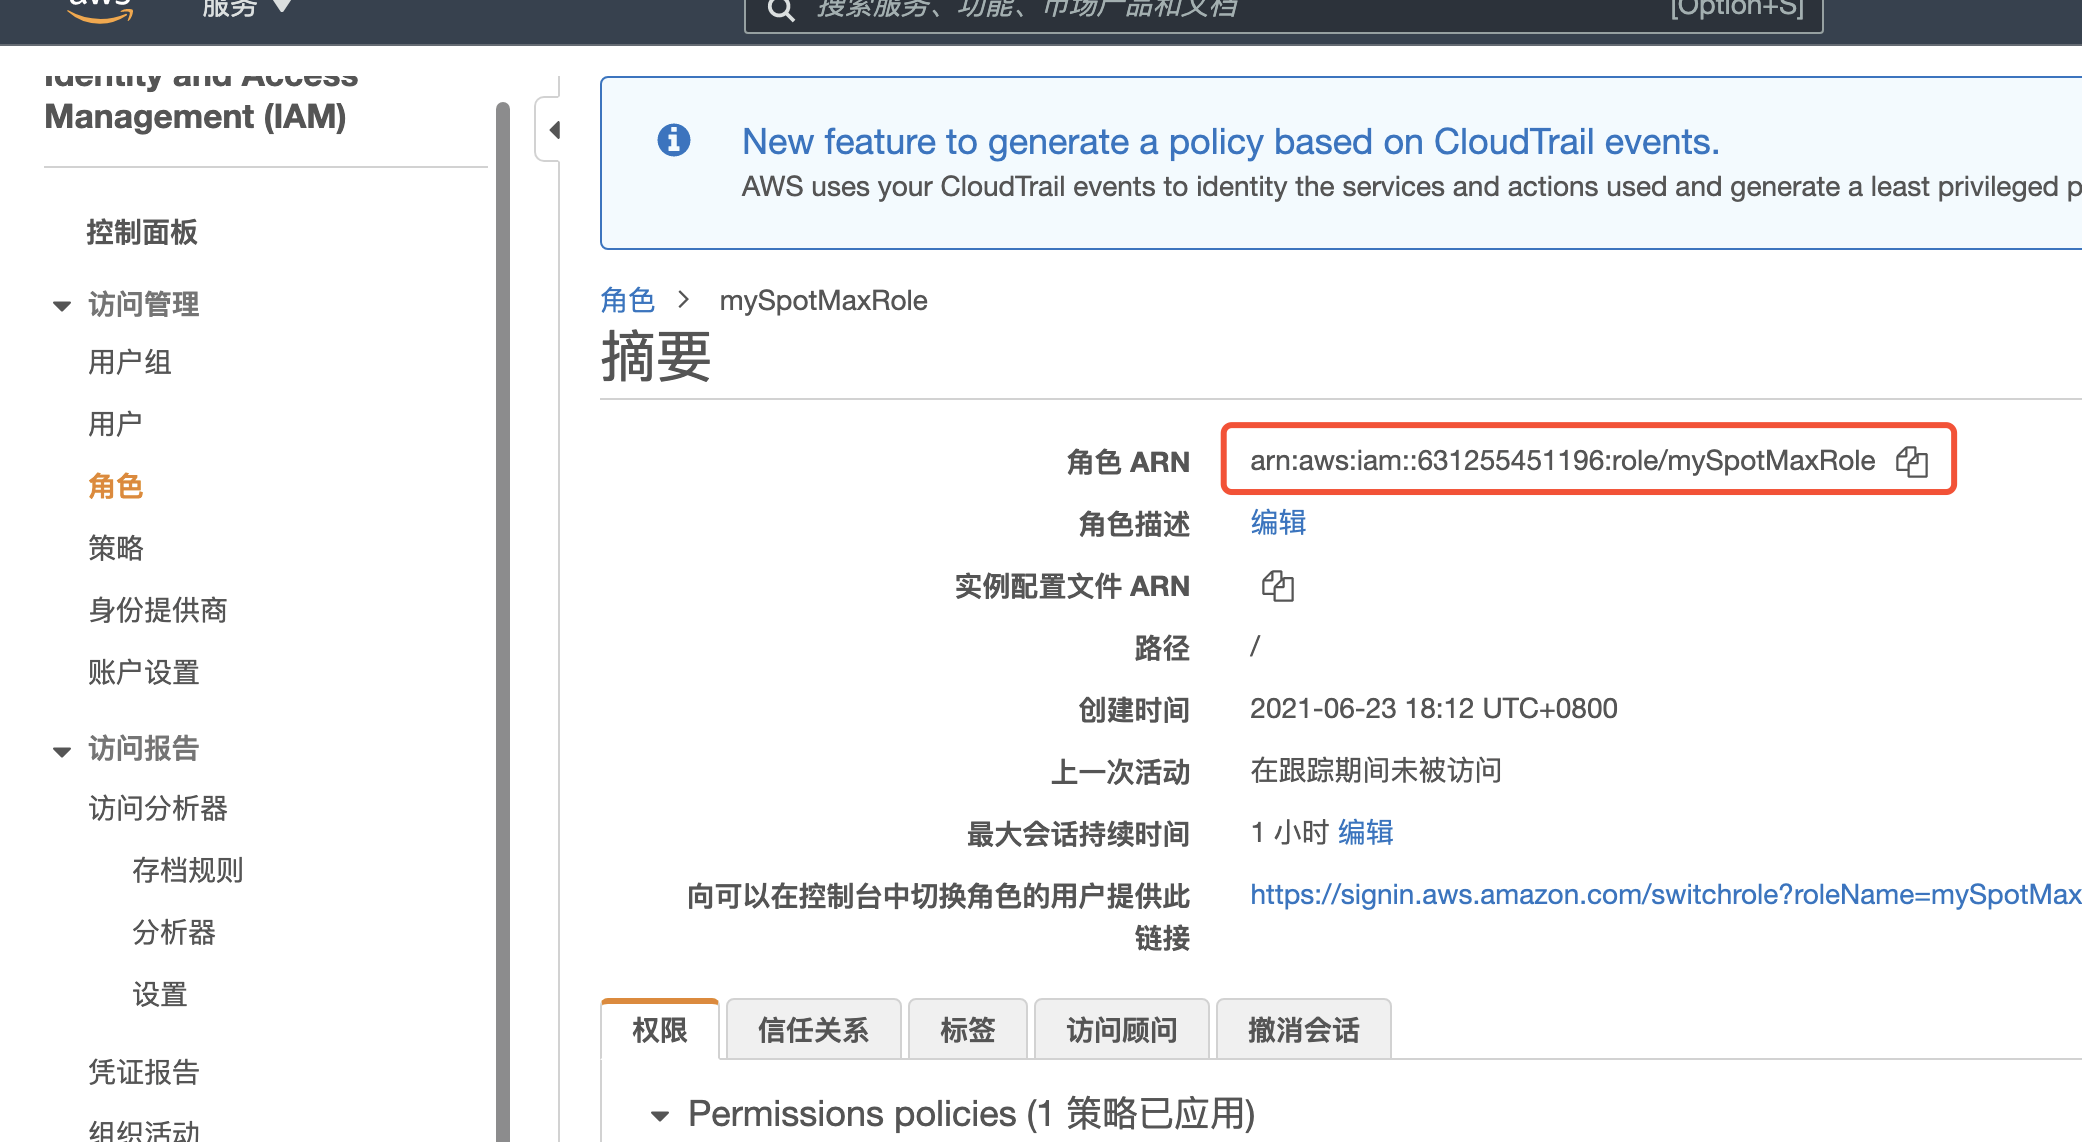 aws
服务
搜索服务、功能、市场产品和文档
[Option+S]
Identity and Access
Management (IAM)
控制面板
访问管理
用户组
用户
角色
策略
身份提供商
账户设置
访问报告
访问分析器
存档规则
分析器
设置
凭证报告
组织活动
New feature to generate a policy based on CloudTrail events.
AWS uses your CloudTrail events to identity the services and actions used and generate a least privileged p
角色 > mySpotMaxRole
摘要
角色 ARN arn:aws:iam::631255451196:role/mySpotMaxRole
角色描述 编辑
实例配置文件 ARN
路径 /
创建时间 2021-06-23 18:12 UTC+0800
上一次活动 在跟踪期间未被访问
最大会话持续时间 1 小时 编辑
向可以在控制台中切换角色的用户提供此 https://signin.aws.amazon.com/switchrole?roleName=mySpotMax
链接
权限 信任关系 标签 访问顾问 撤消会话
Permissions policies (1 策略已应用)